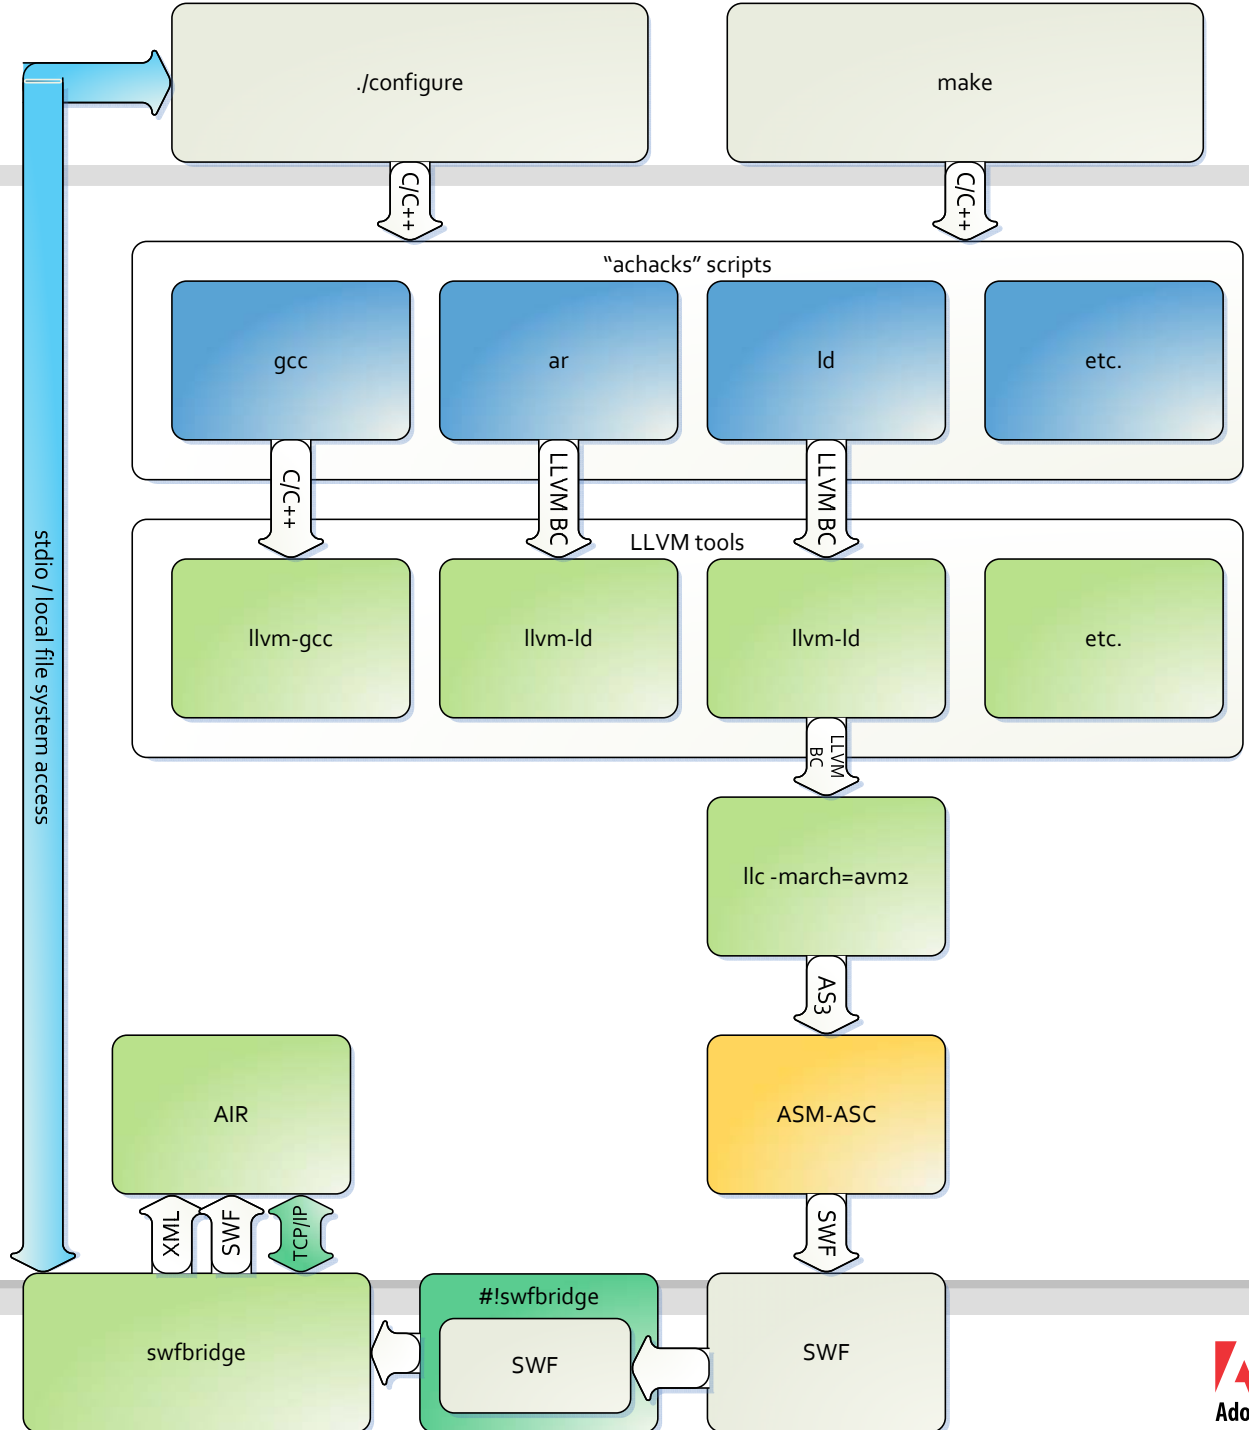 ./configure
make
C/C++
C/C++
“achacks” scripts
gcc
ar
ld
etc.
C/C++
LLVM BC
LLVM BC
LLVM tools
llvm-gcc
llvm-ld
llvm-ld
etc.
stdio / local file system access
LLVM
BC
llc -march=avm2
AS3
AIR
ASM-ASC
XML
SWF
TCP/IP
SWF
#!swfbridge
swfbridge
SWF
SWF
Ado